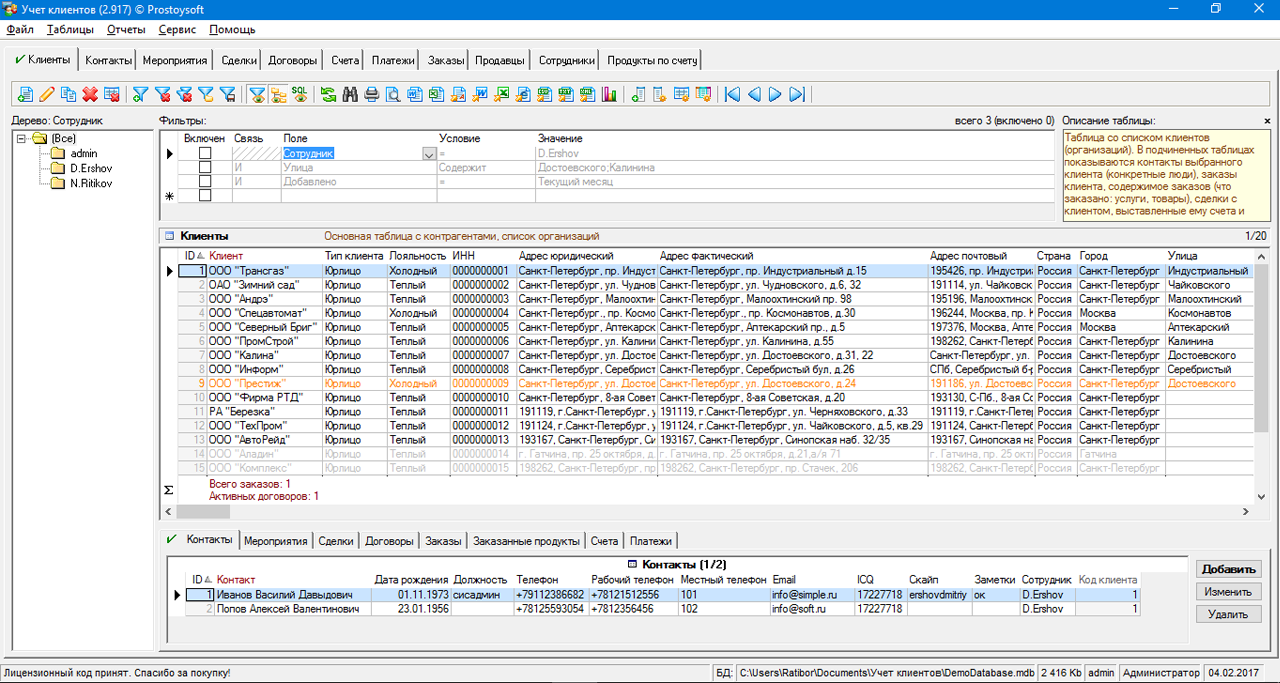 Учет клиентов (2.917) © Prostoysoft
Файл Таблицы Отчеты Сервис Помощь
Клиенты Контакты Мероприятия Сделки Договоры Счета Платежи Заказы Продавцы Сотрудники Продукты по счету
SQL
Дерево: Сотрудник
(Все)
admin
D.Ershov
N.Ritikov
Фильтры: всего 3 (включено 0)
Включен Связь Поле Условие Значение
Сотрудник = D.Ershov
И Улица Содержит Достоевского;Калинина
И Добавлено = Текущий месяц
Описание таблицы:
Таблица со списком клиентов
(организаций). В подчиненных таблицах
показываются контакты выбранного
клиента (конкретные люди), заказы
клиента, содержимое заказов (что
заказано: услуги, товары), сделки с
клиентом, выставленные ему счета и
Клиенты Основная таблица с контрагентами, список организаций 1/20
ID Клиент Тип клиента Лояльность ИНН Адрес юридический Адрес фактический Адрес почтовый Страна Город Улица
1 ООО "Трансгаз" Юрлицо Холодный 0000000001 Санкт-Петербург, пр. Индуст Санкт-Петербург, пр. Индустриальный д.15 195426, пр. Индустри Россия Санкт-Петербург Индустриальный
2 ОАО "Зимний сад" Юрлицо Теплый 0000000002 Санкт-Петербург, ул. Чуднов Санкт-Петербург, ул. Чудновского, д.6, 32 191114, ул. Чайковск Россия Санкт-Петербург Чайковского
3 ООО "Андрэ" Юрлицо Теплый 0000000003 Санкт-Петербург, Малоохтин Санкт-Петербург, Малоохтинский пр. 98 195196, Малоохтинс Россия Санкт-Петербург Малоохтинский
4 ООО "Спецавтомат" Юрлицо Холодный 0000000004 Санкт-Петербург., пр. Космо Санкт-Петербург., пр. Космонавтов, д.30 196244, Москва, пр. Россия Москва Космонавтов
5 ООО "Северный Бриг" Юрлицо Теплый 0000000005 Санкт-Петербург, Аптекарск Санкт-Петербург, Аптекарский пр., д.5 197376, Москва, Апте Россия Москва Аптекарский
6 ООО "ПромСтрой" Юрлицо Теплый 0000000006 Санкт-Петербург, ул. Калини Санкт-Петербург, ул. Калинина, д.55 198262 Санкт-Петербу Россия Санкт-Петербург Калинина
7 ООО "Калина" Юрлицо Теплый 0000000007 Санкт-Петербург, ул. Достое Санкт-Петербург, ул. Достоевского, д.31, 22 Санкт-Петербург, ул. Россия Санкт-Петербург Достоевского
8 ООО "Информ" Юрлицо Теплый 0000000008 Санкт-Петербург, Серебрист Санкт-Петербург, Серебристый бул, д.26 СПб, Серебристый б-р Россия Санкт-Петербург Серебристый
9 ООО "Престиж" Юрлицо Холодный 0000000009 Санкт-Петербург, ул. Достое Санкт-Петербург, ул. Достоевского, д.24 191186, ул. Достоевс Россия Санкт-Петербург Достоевского
10 ООО "Фирма РТД" Юрлицо Теплый 0000000010 Санкт-Петербург, 8-ая Совет Санкт-Петербург, 8-ая Советская, д.20 193130, С-Пб., 8-ая С Россия Санкт-Петербург
11 РА "Березка" Юрлицо Теплый 0000000011 191119, г.Санкт-Петербург, у 191119, г.Санкт-Петербург, ул. Черняховского, д.33 191119, г.Санкт-Петер Россия Санкт-Петербург
12 ООО "ТехПром" Юрлицо Теплый 0000000012 191124, г.Санкт-Петербург, у 191124, г.Санкт-Петербург, ул. Чайковского, д.5, кв.29 191124, г.Санкт-Петер Россия Санкт-Петербург
13 ООО "АвтоРейд" Юрлицо Теплый 0000000013 193167, Санкт-Петербург, Си 193167, Санкт-Петербург, Синопская наб. 32/35 193167, Синопская на Россия Санкт-Петербург
14 ООО "Аладин" Юрлицо Теплый 0000000014 г. Гатчина, пр. 25 октября, д г. Гатчина, пр. 25 октября, д.21,а/я 71 г. Гатчина, пр. 25 окт Россия Гатчина
15 ООО "Комплекс" Юрлицо Теплый 0000000015 198262, Санкт-Петербург, пр 198262, Санкт-Петербург, пр. Стачек, 206 198262, Санкт-Петерб Россия Санкт-Петербург
Σ Всего заказов: 1
Активных договоров: 1
Контакты Мероприятия Сделки Договоры Заказы Заказанные продукты Счета Платежи
Контакты (1/2)
ID Контакт Дата рождения Должность Телефон Рабочий телефон Местный телефон Email ICQ Скайп Заметки Сотрудник Код клиента
1 Иванов Василий Давыдович 01.11.1973 сисадмин +79112386682 +78121512556 101 info@simple.ru 17227718 ershovdmitriy ок D.Ershov 1
2 Попов Алексей Валентинович 23.01.1956 +78125593054 +7812356456 102 info@soft.ru 17227718 D.Ershov 1
Добавить
Изменить
Удалить
Лицензионный код принят. Спасибо за покупку! БД: C:\Users\Ratibor\Documents\Учет клиентов\DemoDatabase.mdb 2 416 Kb admin Администратор 04.02.2017